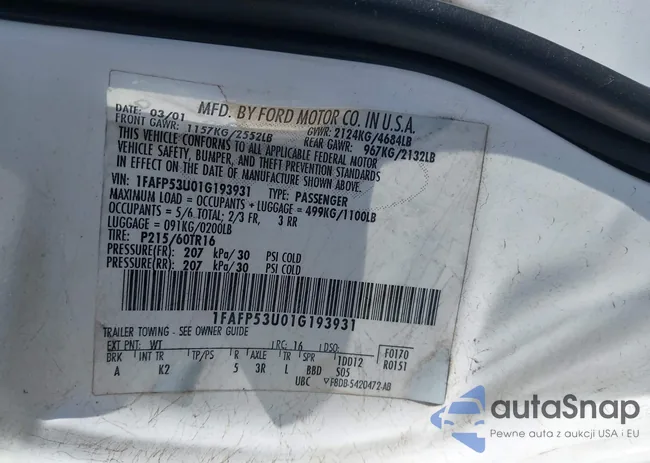 MFD. BY FORD MOTOR CO. IN U.S.A.
DATE: 03/01 GVWR: 2124KG/4684LB
FRONT GAWR: 1157KG/2552LB REAR GAWR: 967KG/2132LB
THIS VEHICLE CONFORMS TO ALL APPLICABLE FEDERAL MOTOR
VEHICLE SAFETY, BUMPER, AND THEFT PREVENTION STANDARDS
IN EFFECT ON THE DATE OF MANUFACTURE SHOWN ABOVE.
VIN: 1FAFP53U01G193931 TYPE: PASSENGER
MAXIMUM LOAD = OCCUPANTS + LUGGAGE = 499KG/1100LB
OCCUPANTS = 5/6 TOTAL; 2/3 FR, 3 RR
LUGGAGE = 091KG/0200LB
TIRE: P215/60TR16
PRESSURE(FR): 207 kPa/30 PSI COLD
PRESSURE(RR): 207 kPa/30 PSI COLD
1FAFP53U01G193931
TRAILER TOWING - SEE OWNER GUIDE
EXT PNT: WT RC: 16 DSO: F0170
BRK INT TR TP/PS R AXLE TR SPR 1DD12 R0151
A K2 5 3R L BBD S05
UBC ▼F8DB-5420472-AB
autoSnap
Pewne auta z aukcji USA i EU